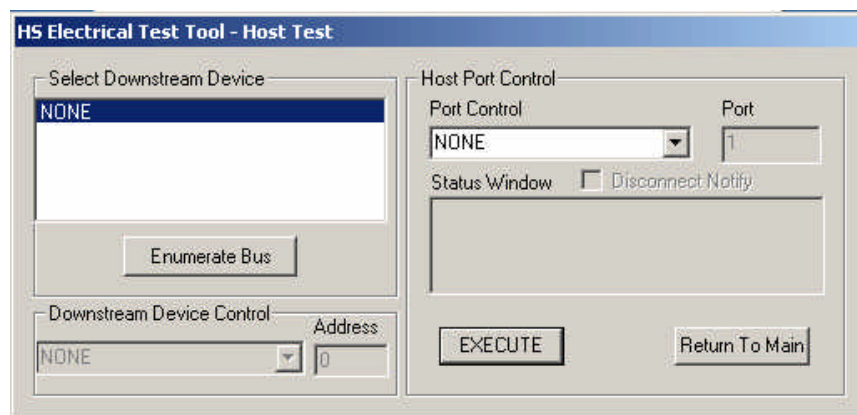 HS Electrical Test Tool - Host Test
Select Downstream Device
NONE
Enumerate Bus
Downstream Device Control
Address
NONE
0
Host Port Control
Port Control
Port
NONE
1
Status Window
Disconnect Notify
EXECUTE
Return To Main